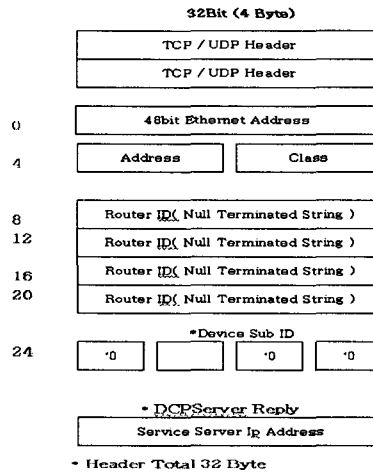 32Bit (4 Byte)
TCP / UDP Header
TCP / UDP Header
0 48bit Ethernet Address
4 Address Class
8 Router ID( Null Terminated String )
12 Router ID( Null Terminated String )
16 Router ID( Null Terminated String )
20 Router ID( Null Terminated String )
*Device Sub ID
24 '0 '0 '0
* DCPServer Reply
Service Server Ip Address
* Header Total 32 Byte